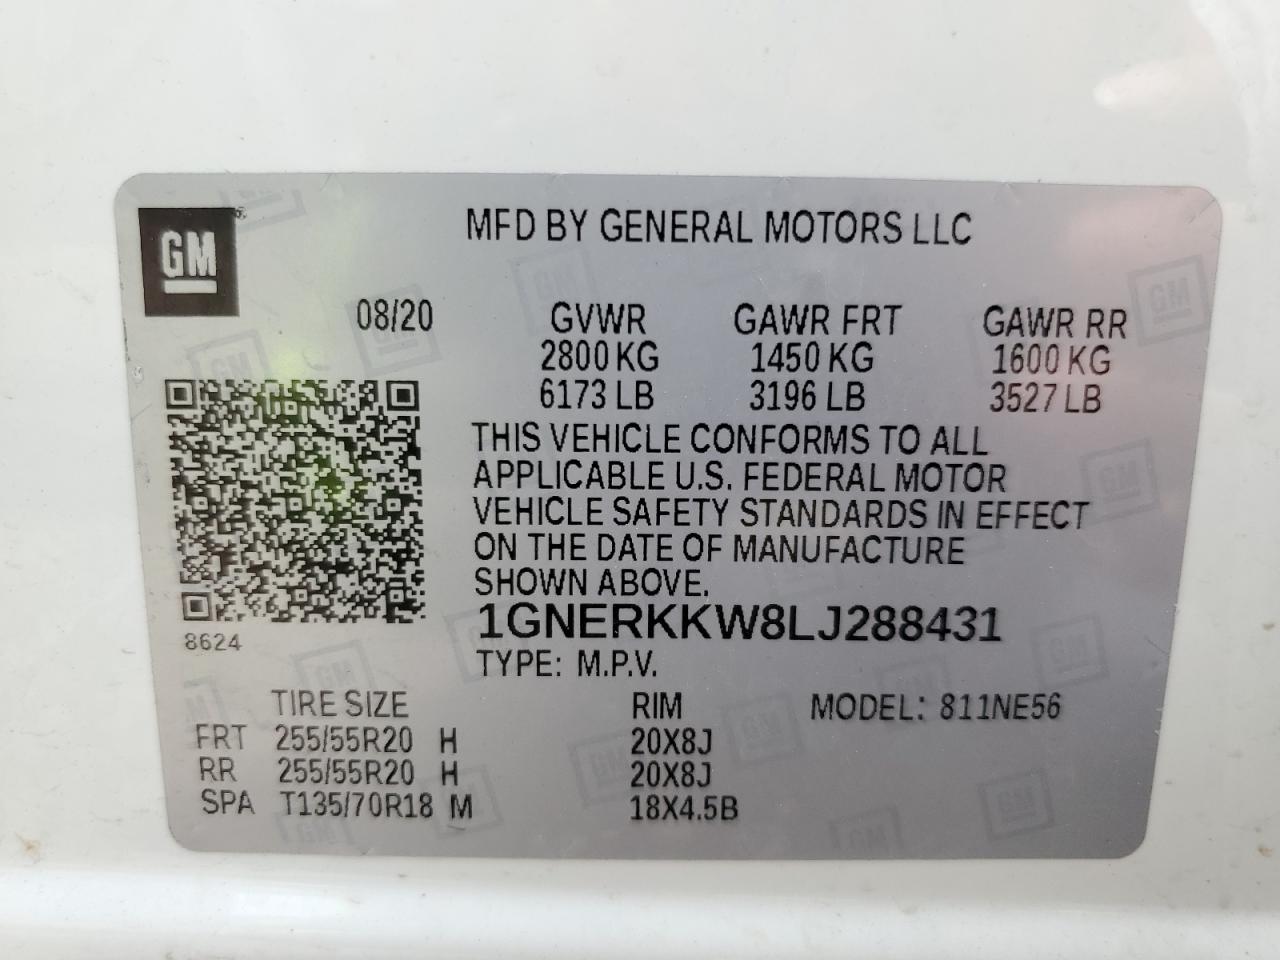 GM
MFD BY GENERAL MOTORS LLC
08/20 GVWR GAWR FRT GAWR RR
2800 KG 1450 KG 1600 KG
6173 LB 3196 LB 3527 LB
THIS VEHICLE CONFORMS TO ALL
APPLICABLE U.S. FEDERAL MOTOR
VEHICLE SAFETY STANDARDS IN EFFECT
ON THE DATE OF MANUFACTURE
SHOWN ABOVE.
1GNERKKW8LJ288431
8624
TYPE: M.P.V.
TIRE SIZE RIM MODEL: 811NE56
FRT 255/55R20 H 20X8J
RR 255/55R20 H 20X8J
SPA T135/70R18 M 18X4.5B